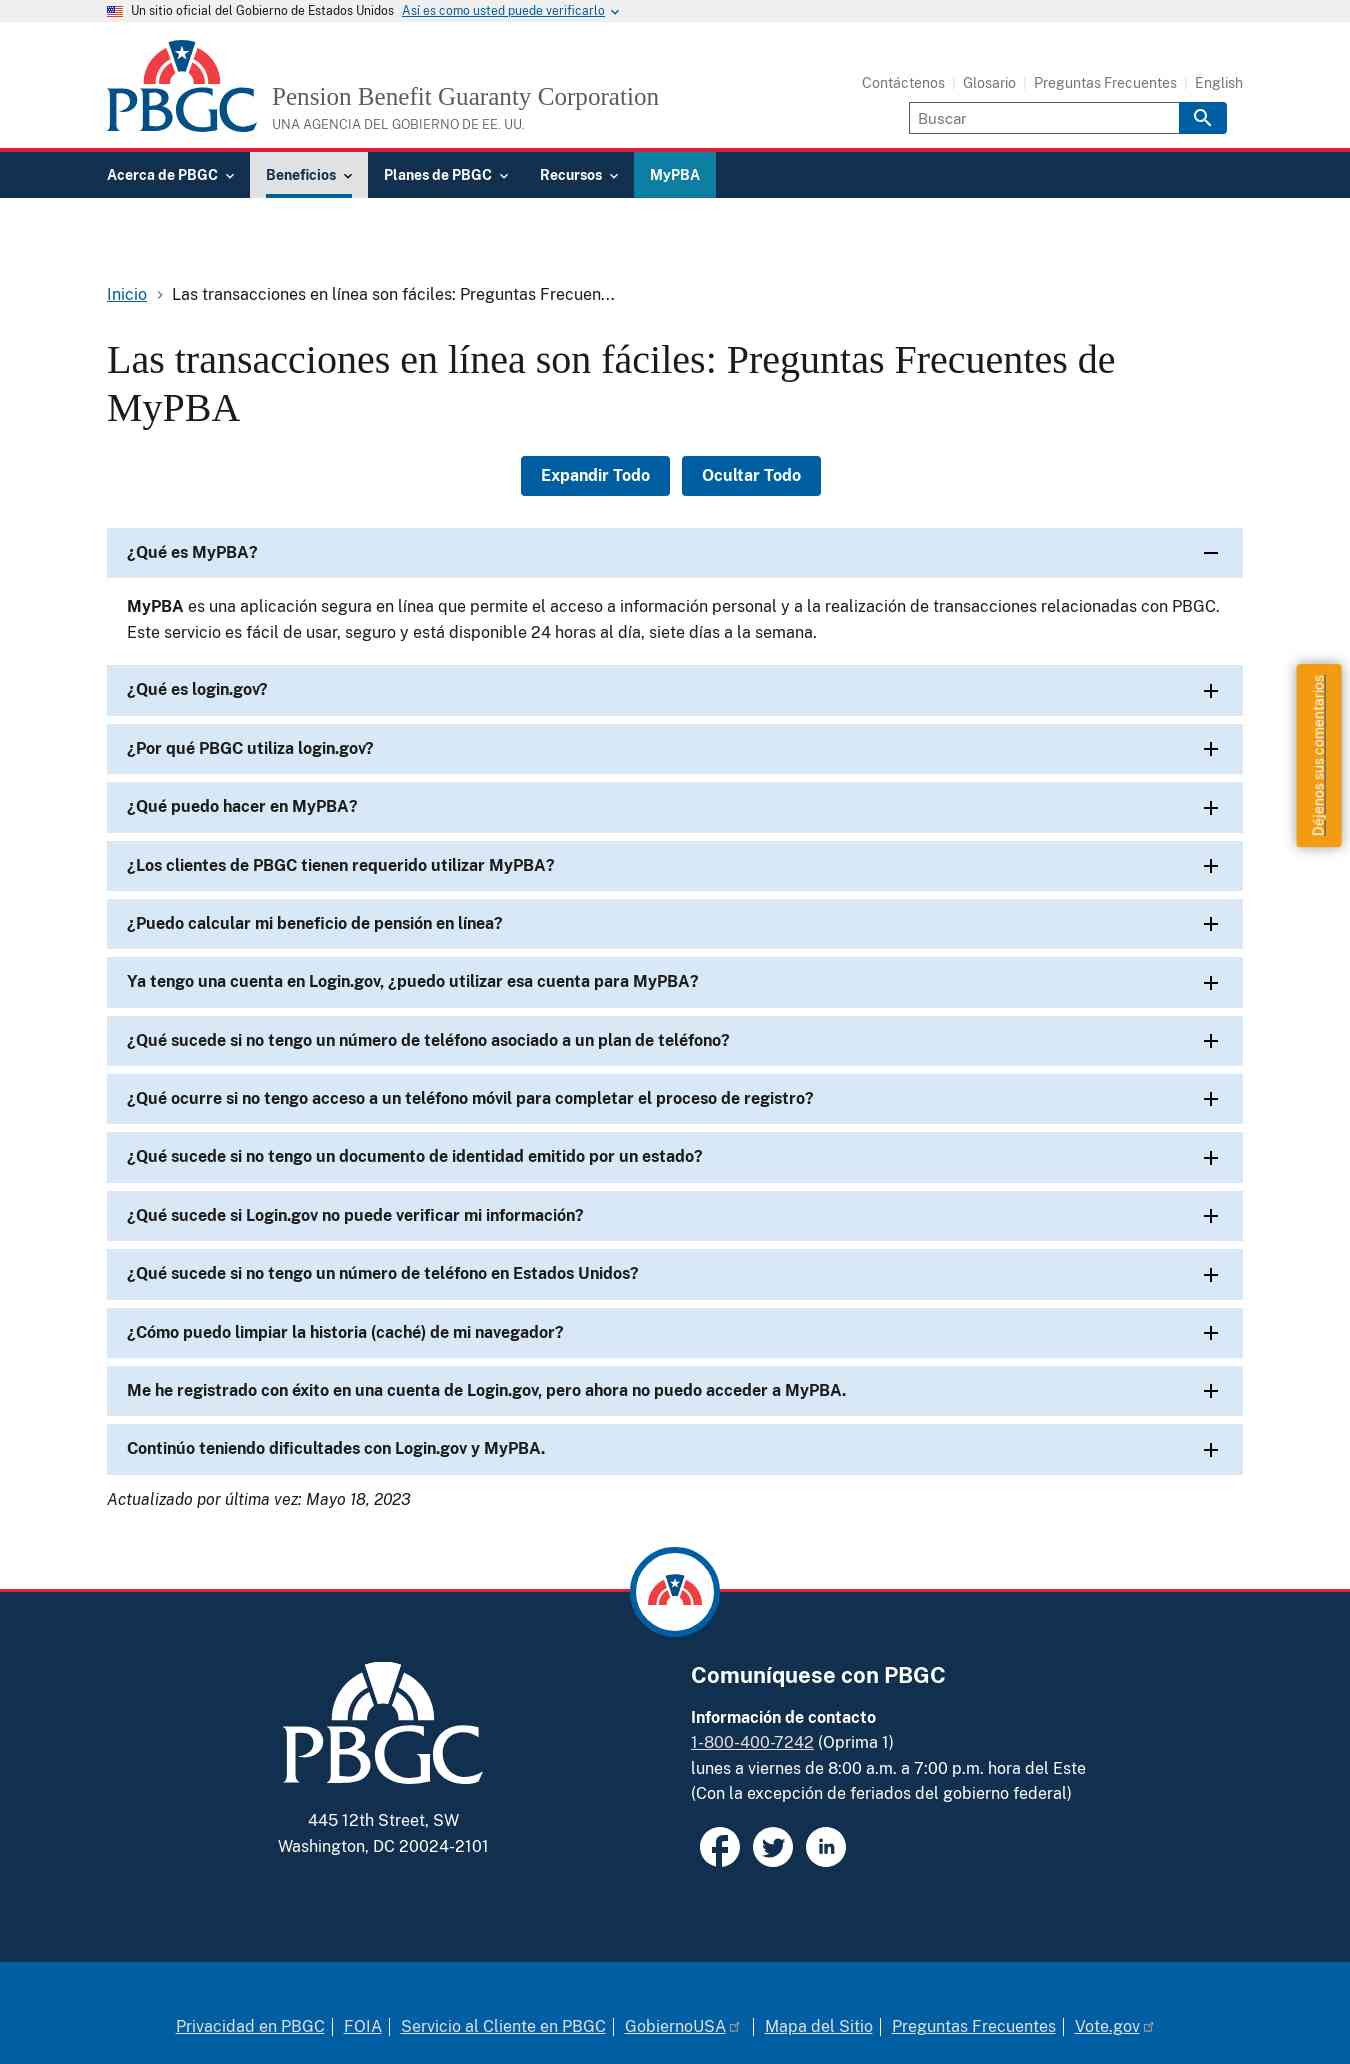 Un sitio oficial del Gobierno de Estados Unidos Así es como usted puede verificarlo
PBGC
Pension Benefit Guaranty Corporation
UNA AGENCIA DEL GOBIERNO DE EE. UU.
Contáctenos | Glosario | Preguntas Frecuentes | English
Buscar
Acerca de PBGC Beneficios Planes de PBGC Recursos MyPBA
Inicio > Las transacciones en línea son fáciles: Preguntas Frecuen...
Las transacciones en línea son fáciles: Preguntas Frecuentes de
MyPBA
Expandir Todo Ocultar Todo
¿Qué es MyPBA?
MyPBA es una aplicación segura en línea que permite el acceso a información personal y a la realización de transacciones relacionadas con PBGC.
Este servicio es fácil de usar, seguro y está disponible 24 horas al día, siete días a la semana.
¿Qué es login.gov?
¿Por qué PBGC utiliza login.gov?
¿Qué puedo hacer en MyPBA?
¿Los clientes de PBGC tienen requerido utilizar MyPBA?
¿Puedo calcular mi beneficio de pensión en línea?
Ya tengo una cuenta en Login.gov, ¿puedo utilizar esa cuenta para MyPBA?
¿Qué sucede si no tengo un número de teléfono asociado a un plan de teléfono?
¿Qué ocurre si no tengo acceso a un teléfono móvil para completar el proceso de registro?
¿Qué sucede si no tengo un documento de identidad emitido por un estado?
¿Qué sucede si Login.gov no puede verificar mi información?
¿Qué sucede si no tengo un número de teléfono en Estados Unidos?
¿Cómo puedo limpiar la historia (caché) de mi navegador?
Me he registrado con éxito en una cuenta de Login.gov, pero ahora no puedo acceder a MyPBA.
Continúo teniendo dificultades con Login.gov y MyPBA.
Déjenos sus comentarios
Actualizado por última vez: Mayo 18, 2023
PBGC
445 12th Street, SW
Washington, DC 20024-2101
Comuníquese con PBGC
Información de contacto
1-800-400-7242 (Oprima 1)
lunes a viernes de 8:00 a.m. a 7:00 p.m. hora del Este
(Con la excepción de feriados del gobierno federal)
Privacidad en PBGC | FOIA | Servicio al Cliente en PBGC | GobiernoUSA | Mapa del Sitio | Preguntas Frecuentes | Vote.gov